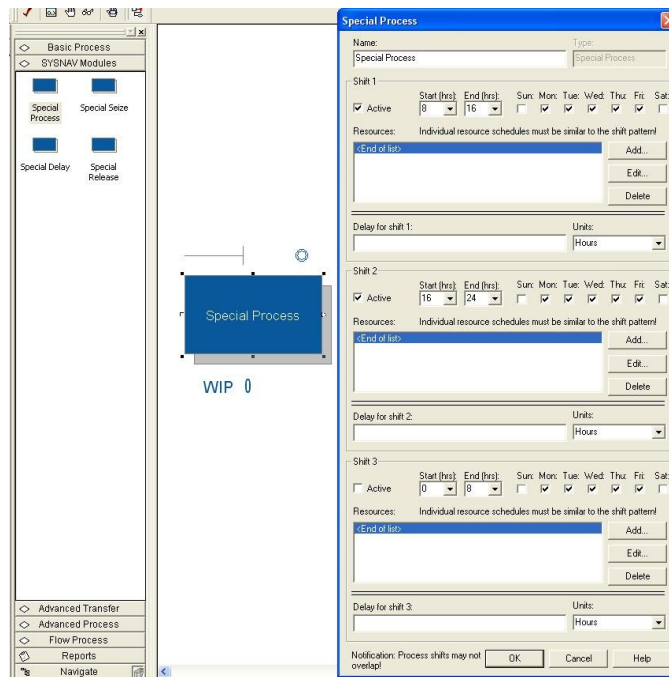 Basic Process
SYSNAV Modules
Special Process
Special Seize
Special Delay
Special Release
Advanced Transfer
Advanced Process
Flow Process
Reports
Navigate
Special Process
WIP 0
Special Process
Name: Type:
Special Process Special Process
Shift 1
Start (hrs): End (hrs): Sun: Mon: Tue: Wed: Thu: Fri: Sat:
Active 8 16
Resources: Individual resource schedules must be similar to the shift pattern!
<End of list> Add...
Edit...
Delete
Delay for shift 1: Units:
Hours
Shift 2
Start (hrs): End (hrs): Sun: Mon: Tue: Wed: Thu: Fri: Sat:
Active 16 24
Resources: Individual resource schedules must be similar to the shift pattern!
<End of list> Add...
Edit...
Delete
Delay for shift 2: Units:
Hours
Shift 3
Start (hrs): End (hrs): Sun: Mon: Tue: Wed: Thu: Fri: Sat:
Active 0 8
Resources: Individual resource schedules must be similar to the shift pattern!
<End of list> Add...
Edit...
Delete
Delay for shift 3: Units:
Hours
Notification: Process shifts may not overlap!
OK Cancel Help